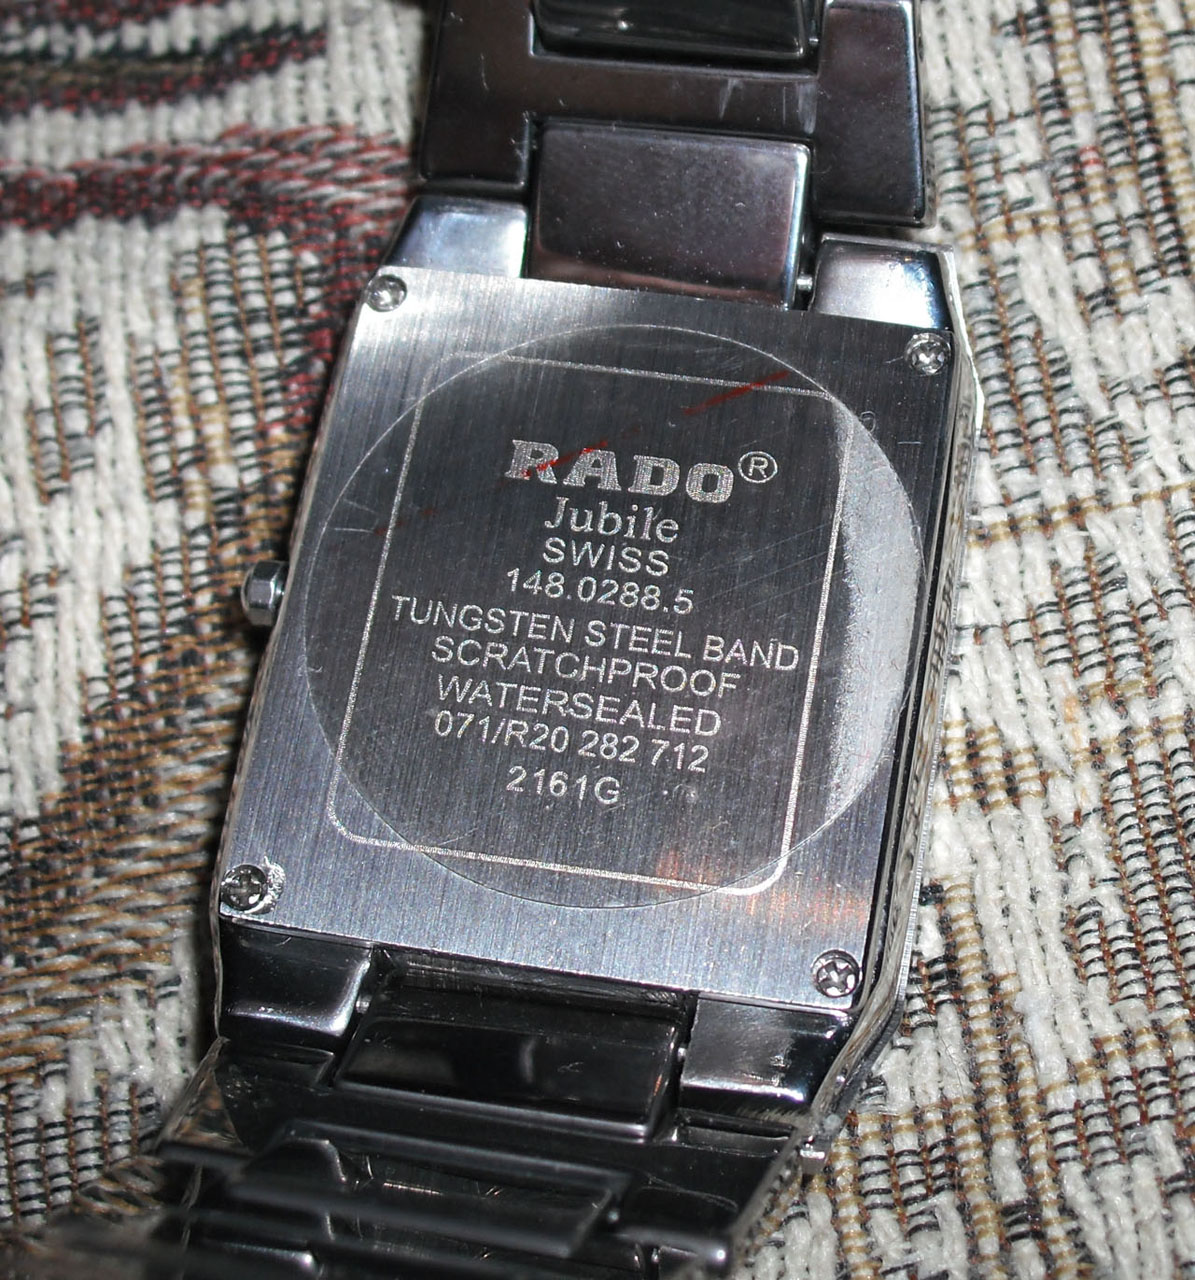 RADO®
Jubile
SWISS
148.0288.5
TUNGSTEN STEEL BAND
SCRATCHPROOF
WATERSEALED
071/R20 282 712
2161G